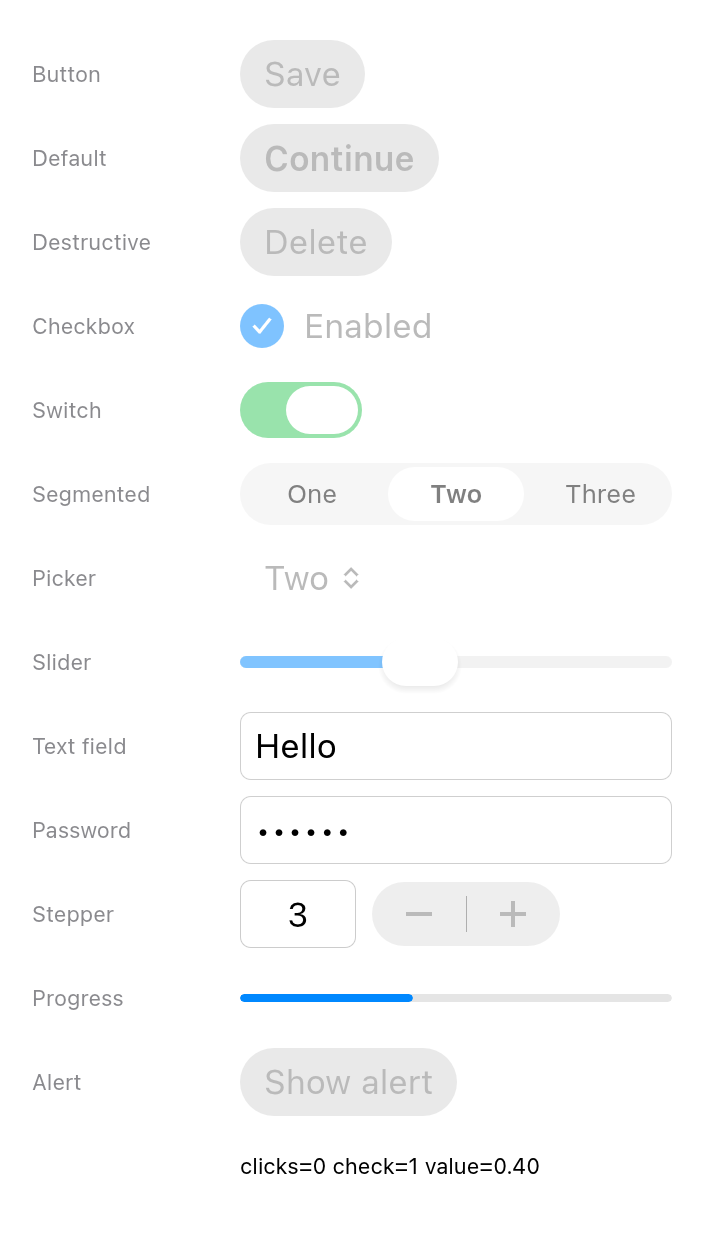 Button Save
Default Continue
Destructive Delete
Checkbox Enabled
Switch
Segmented One Two Three
Picker Two
Slider
Text field Hello
Password ••••••
Stepper 3 − +
Progress
Alert Show alert
clicks=0 check=1 value=0.40